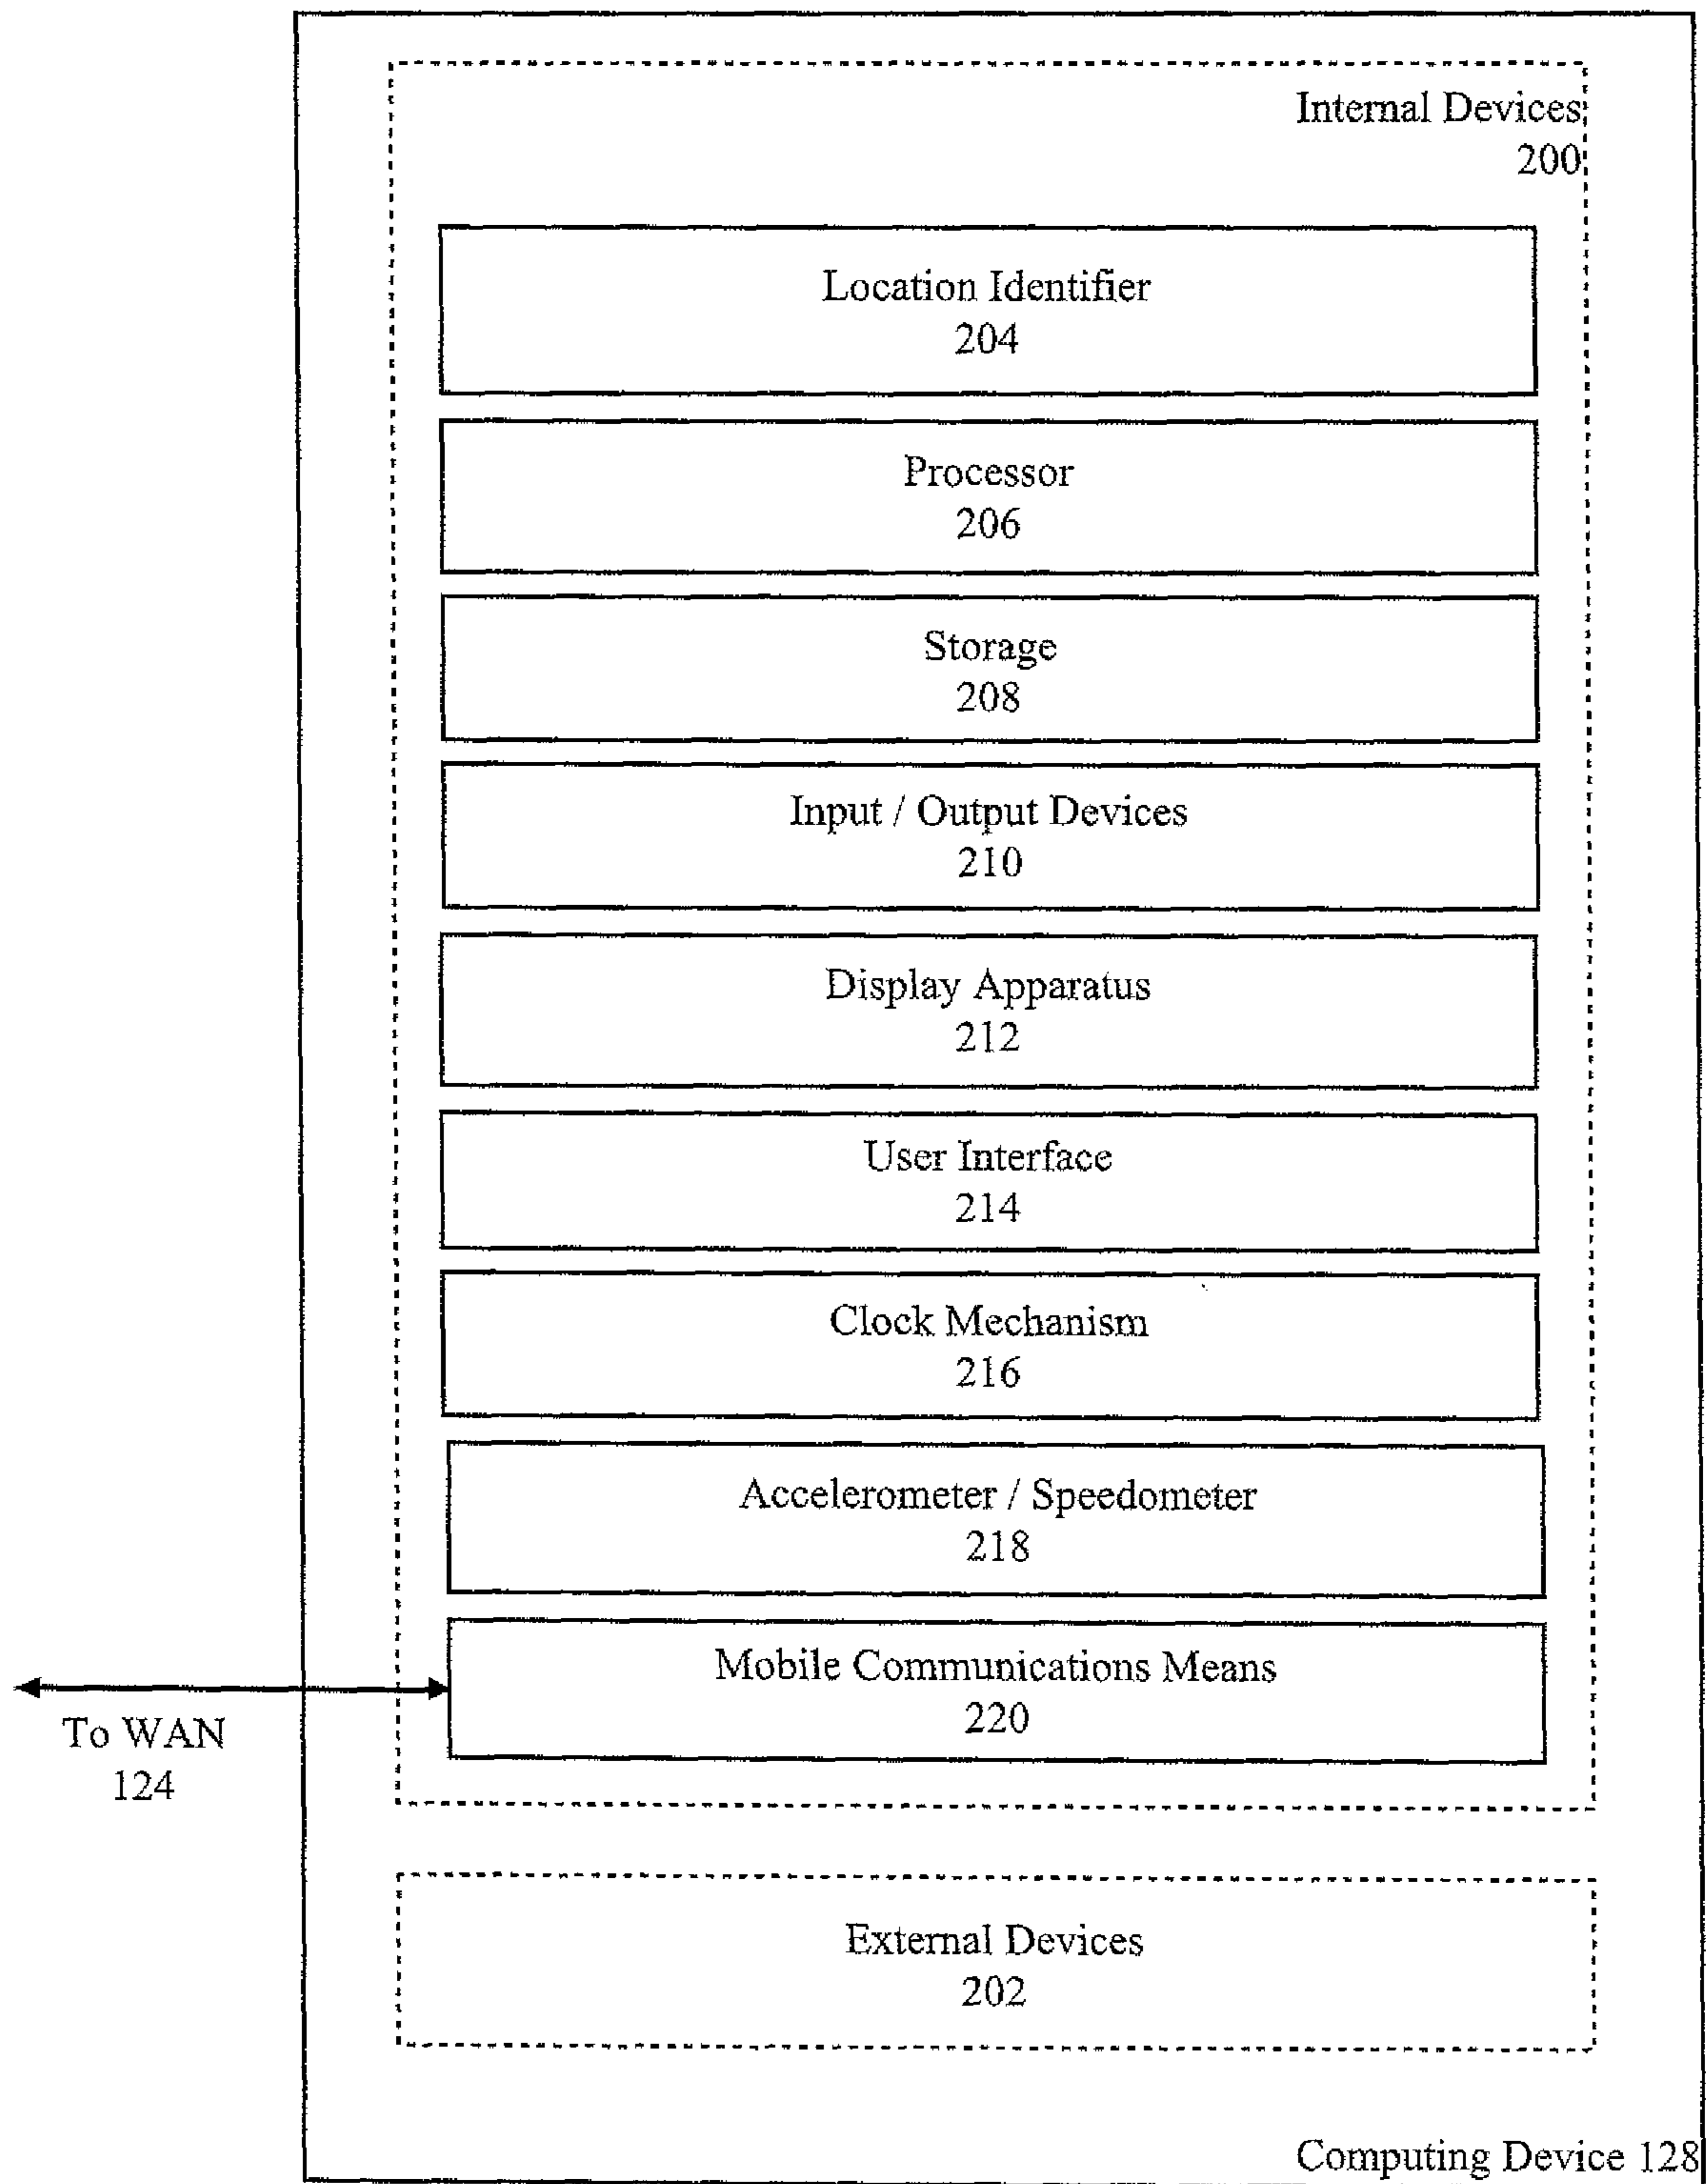 Internal Devices
200
Location Identifier
204
Processor
206
Storage
208
Input / Output Devices
210
Display Apparatus
212
User Interface
214
Clock Mechanism
216
Accelerometer / Speedometer
218
Mobile Communications Means
220
To WAN
124
External Devices
202
Computing Device 128